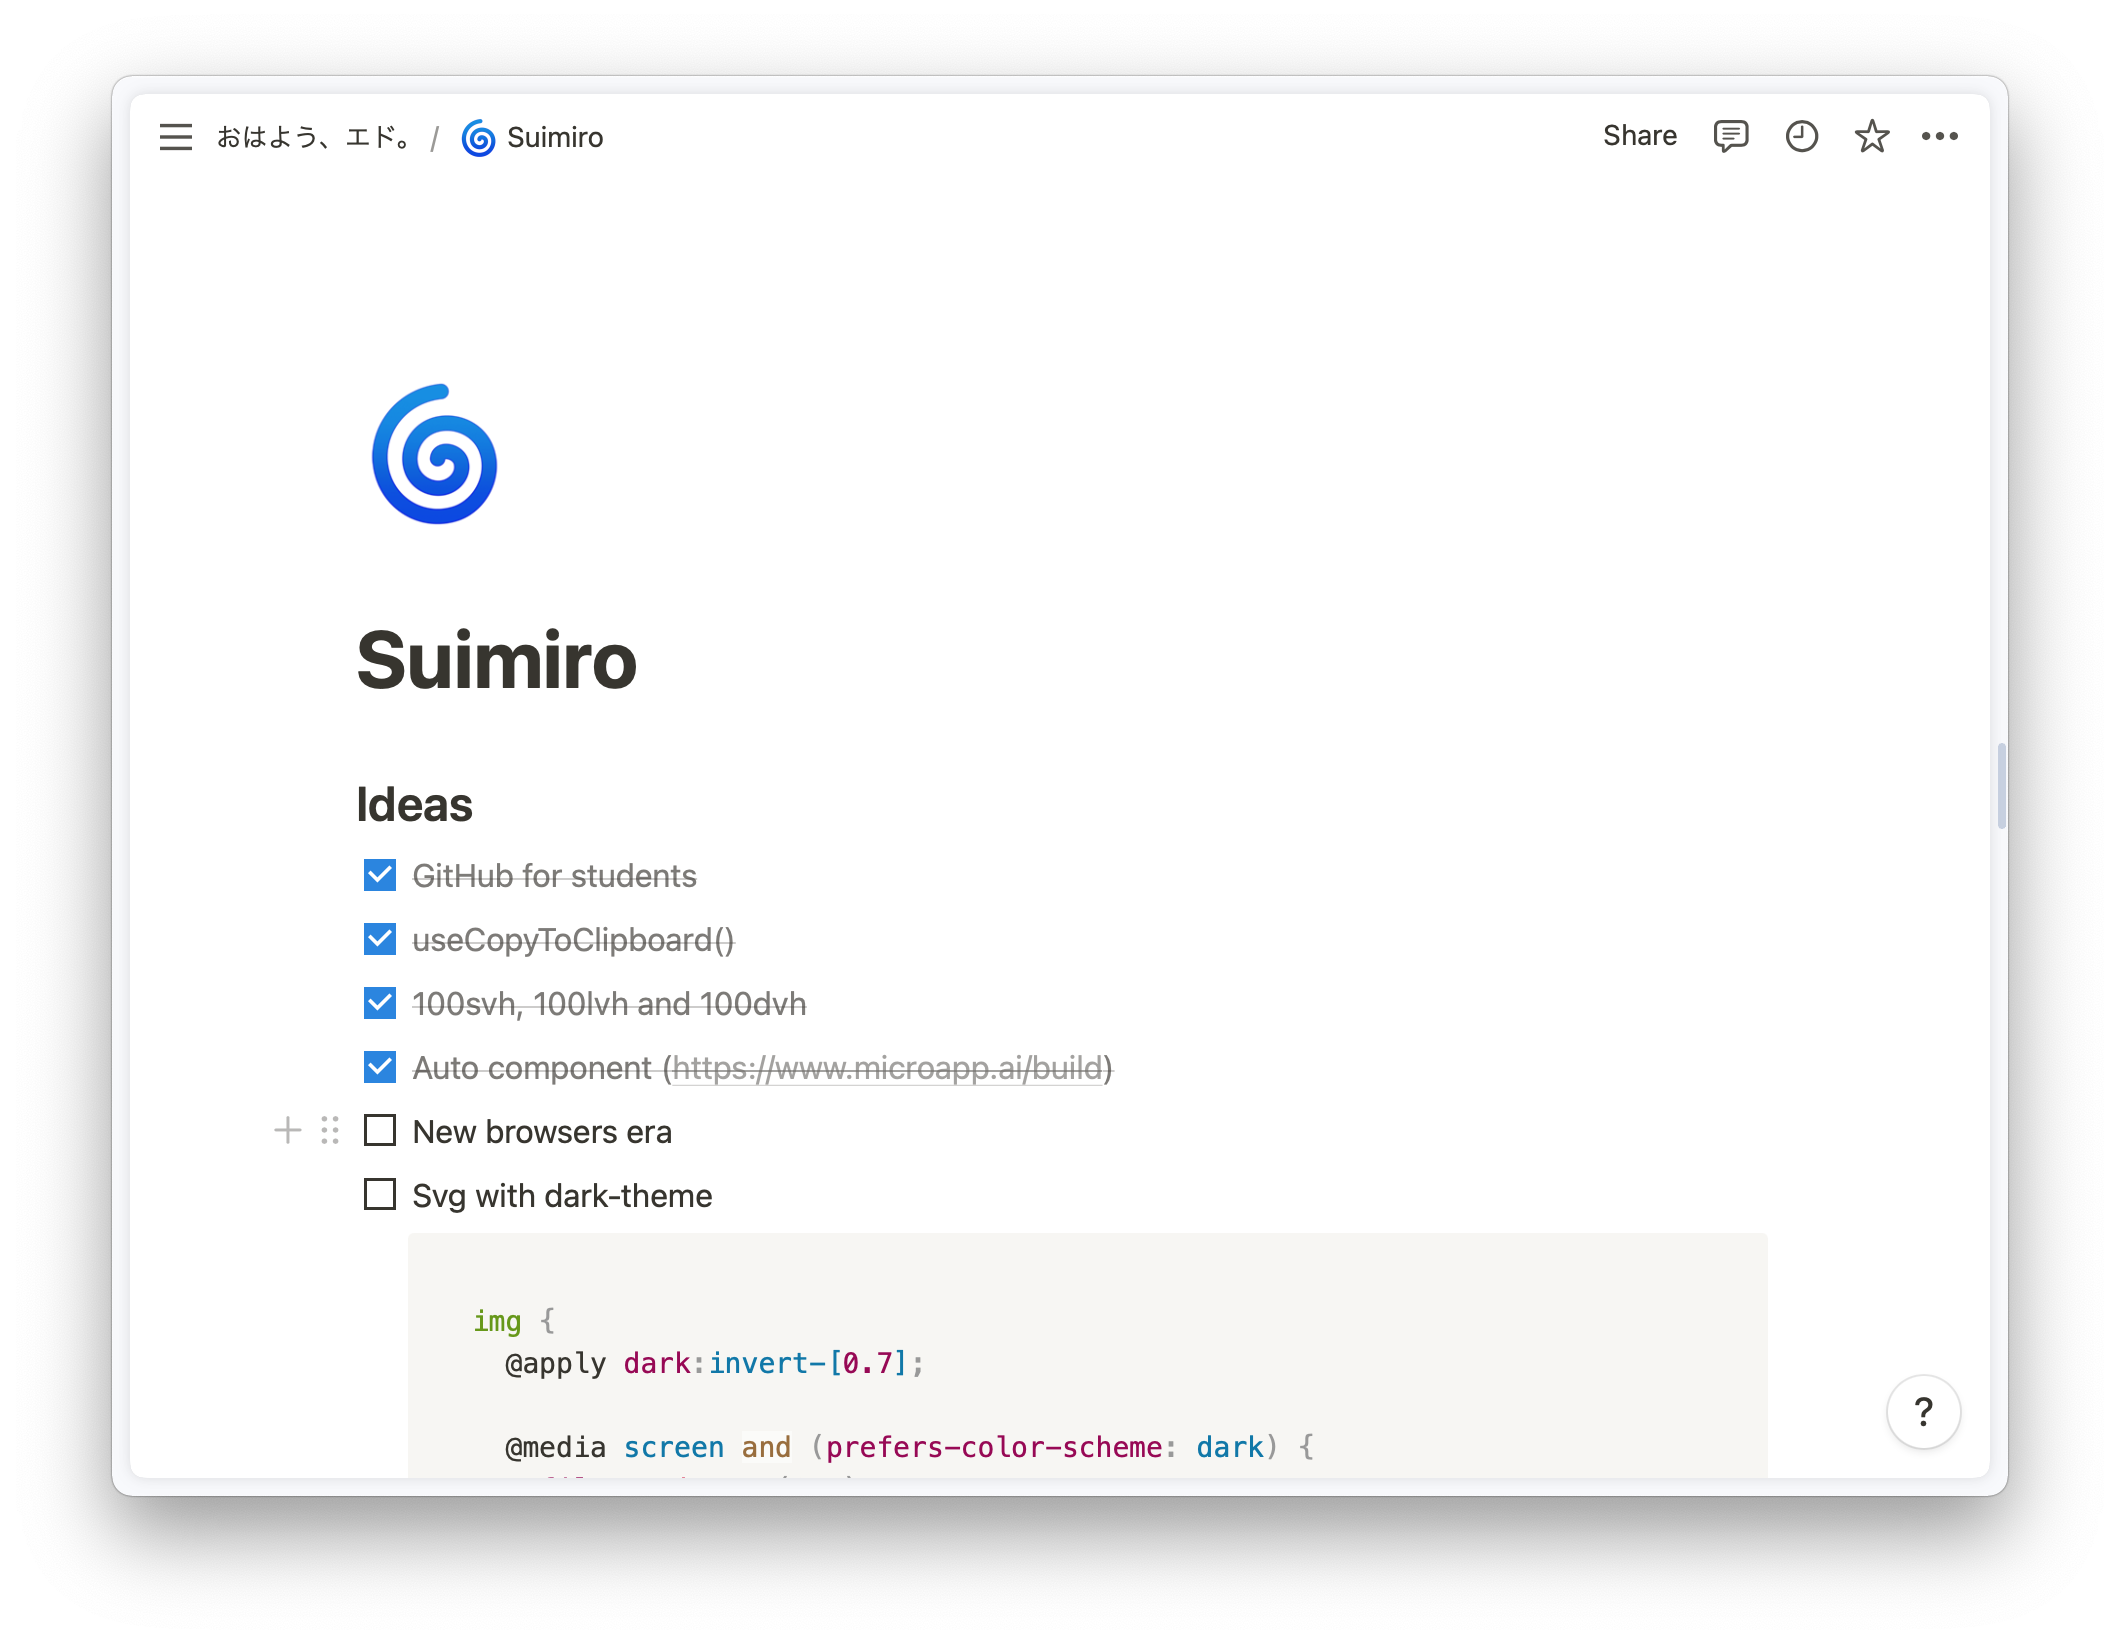 おはよう、エド。 / Suimiro
Share
Suimiro
Ideas
GitHub for students
useCopyToClipboard()
100svh, 100lvh and 100dvh
Auto component (https://www.microapp.ai/build)
New browsers era
Svg with dark-theme
img {
@apply dark:invert-[0.7];
@media screen and (prefers-color-scheme: dark) {
?